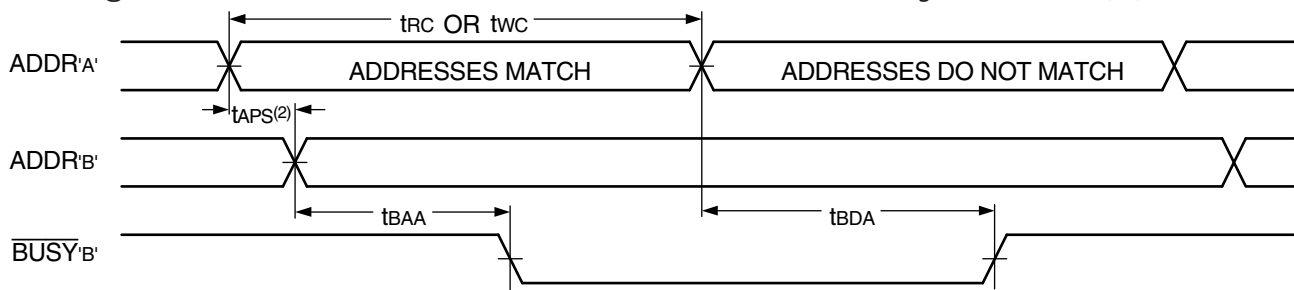 tRC OR tWC
ADDR'A'
ADDRESSES MATCH
ADDRESSES DO NOT MATCH
tAPS(2)
ADDR'B'
tBAA
tBDA
BUSY'B'